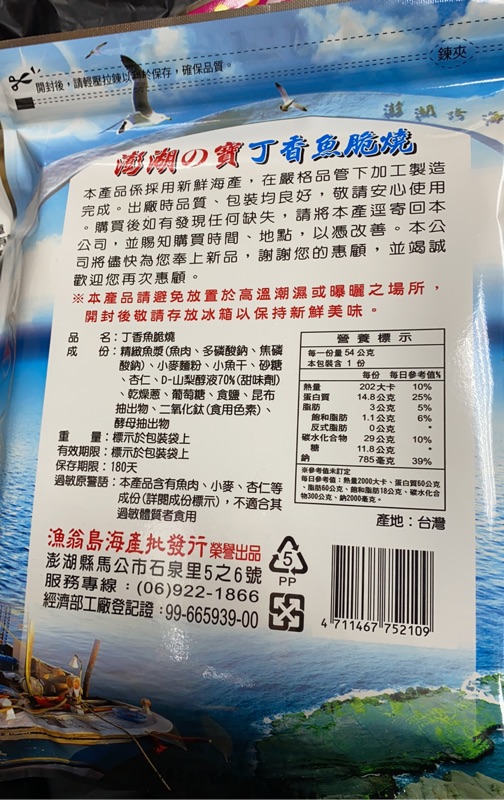 開封後，請輕壓拉鍊以利於保存，確保品質。
鍊夾
澎湖の寶丁香魚脆燒
本產品係採用新鮮海產，在嚴格品管下加工製造
完成。出廠時品質、包裝均良好，敬請安心使用
。購買後如有發現任何缺失，請將本產逕寄回本
公司，並賜知購買時間、地點，以憑改善。本公
司將儘快為您奉上新品，謝謝您的惠顧，並竭誠
歡迎您再次惠顧。
※本產品請避免放置於高溫潮濕或曝曬之場所，
開封後敬請存放冰箱以保持新鮮美味。
品　名：丁香魚脆燒
成　份：精緻魚漿(魚肉、多磷酸鈉、焦磷
酸鈉)、小麥麵粉、小魚干、砂糖
、杏仁、D-山梨醇液70%(甜味劑)
、乾燥蔥、葡萄糖、食鹽、昆布
抽出物、二氧化鈦(食用色素)、
酵母抽出物
重　量：標示於包裝袋上
有效期限：標示於包裝袋上
保存期限：180天
過敏原警語：本產品含有魚肉、小麥、杏仁等
成份(詳閱成份標示)，不適合其
過敏體質者食用
營養標示
每一份量 54 公克
本包裝含 1 份
每份 每日參考值%
熱量 202 大卡 10%
蛋白質 14.8 公克 25%
脂肪 3 公克 5%
飽和脂肪 1.1 公克 6%
反式脂肪 0 公克 *
碳水化合物 29 公克 10%
糖 11.8 公克 *
鈉 785 毫克 39%
※參考值未訂定
每日參考值：熱量2000大卡、蛋白質60公克
、脂肪60公克、飽和脂肪18公克、碳水化合
物300公克、鈉2000毫克。
產地：台灣
漁翁島海產批發行 榮譽出品
澎湖縣馬公市石泉里5之6號
服務專線：(06)922-1866
經濟部工廠登記證：99-665939-00
5
PP
4 711467 752109